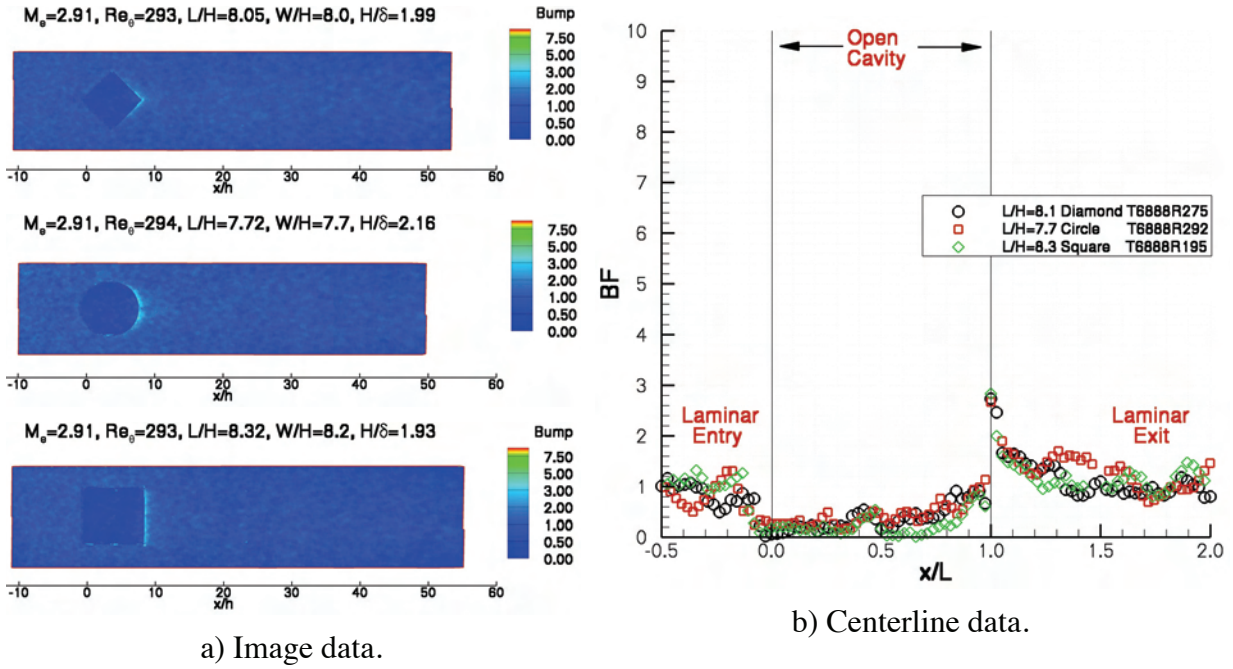 Mₑ=2.91, Re_θ=293, L/H=8.05, W/H=8.0, H/δ=1.99
Bump
7.50
5.00
3.00
2.00
1.00
0.50
0.00
-10 0 10 20 30 40 50 60
x/h
Mₑ=2.91, Re_θ=294, L/H=7.72, W/H=7.7, H/δ=2.16
7.50
5.00
3.00
2.00
1.00
0.50
0.00
-10 0 10 20 30 40 50 60
x/h
Mₑ=2.91, Re_θ=293, L/H=8.32, W/H=8.2, H/δ=1.93
Bump
7.50
5.00
3.00
2.00
1.00
0.50
0.00
-10 0 10 20 30 40 50 60
x/h
a) Image data.
10
9
8
7
6
5
4
3
2
1
0
BF
Open
Cavity
L/H=8.1 Diamond T6888R275
L/H=7.7 Circle T6888R292
L/H=8.3 Square T6888R195
Laminar
Entry
Laminar
Exit
-0.5 0.0 0.5 1.0 1.5 2.0
x/L
b) Centerline data.